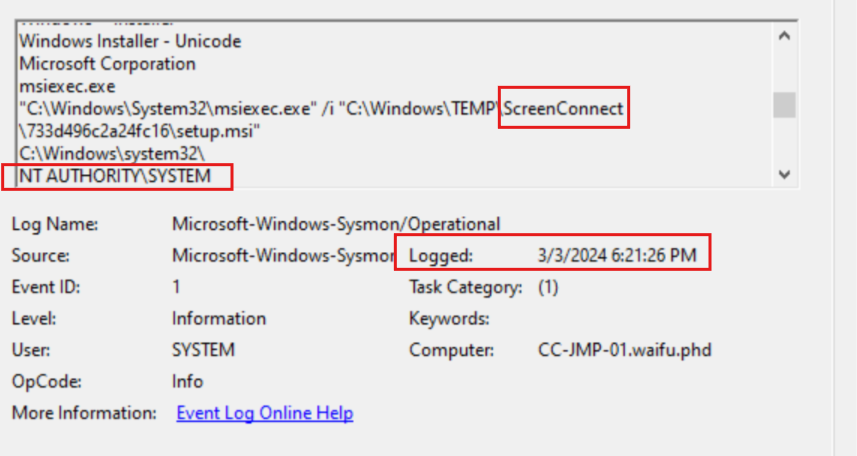 Windows Installer - Unicode
Microsoft Corporation
msiexec.exe
"C:\Windows\System32\msiexec.exe" /i "C:\Windows\TEMP\ScreenConnect
\733d496c2a24fc16\setup.msi"
C:\Windows\system32\
NT AUTHORITY\SYSTEM
Log Name: Microsoft-Windows-Sysmon/Operational
Source: Microsoft-Windows-Sysmon Logged: 3/3/2024 6:21:26 PM
Event ID: 1 Task Category: (1)
Level: Information Keywords:
User: SYSTEM Computer: CC-JMP-01.waifu.phd
OpCode: Info
More Information: Event Log Online Help